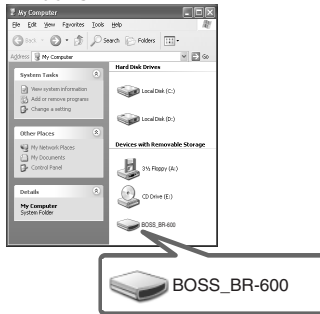 My Computer
File Edit View Favorites Tools Help
Back Search Folders
Address My Computer Go
System Tasks
View system information
Add or remove programs
Change a setting
Other Places
My Network Places
My Documents
Control Panel
Details
My Computer
System Folder
Hard Disk Drives
Local Disk (C:)
Local Disk (D:)
Devices with Removable Storage
3½ Floppy (A:)
CD Drive (E:)
BOSS_BR-600
BOSS_BR-600